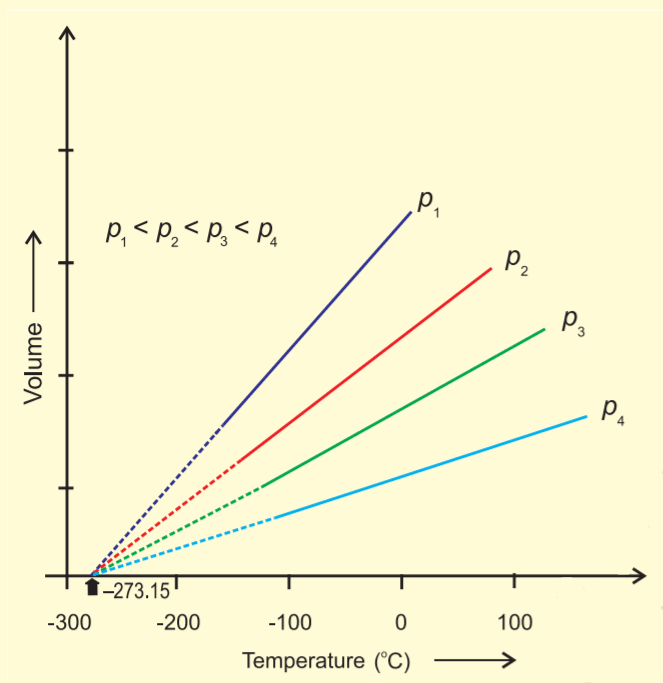 p₁
p₁ < p₂ < p₃ < p₄
p₂
p₃
p₄
Volume
–273.15
-300 -200 -100 0 100
Temperature (°C)